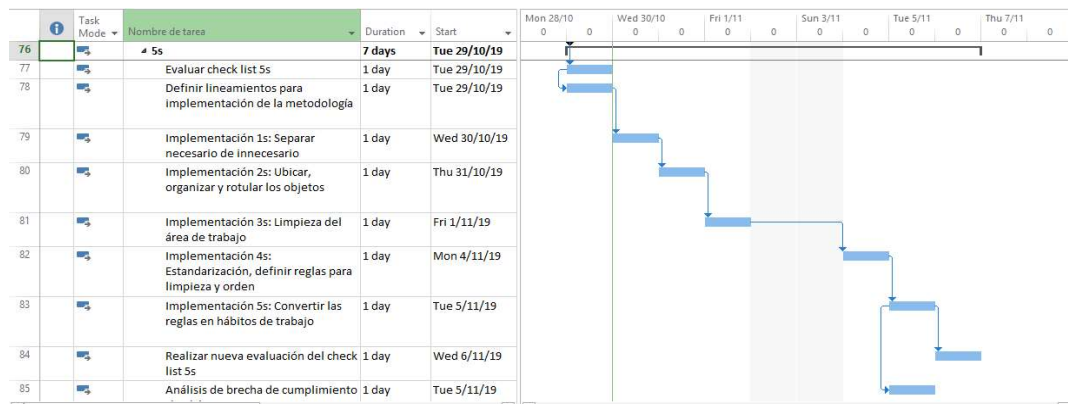 Task Mode Nombre de tarea Duration Start
Mon 28/10 Wed 30/10 Fri 1/11 Sun 3/11 Tue 5/11 Thu 7/11
0 0 0 0 0 0 0 0 0 0 0 0
76 5s 7 days Tue 29/10/19
77 Evaluar check list 5s 1 day Tue 29/10/19
78 Definir lineamientos para 1 day Tue 29/10/19
implementación de la metodología
79 Implementación 1s: Separar 1 day Wed 30/10/19
necesario de innecesario
80 Implementación 2s: Ubicar, 1 day Thu 31/10/19
organizar y rotular los objetos
81 Implementación 3s: Limpieza del 1 day Fri 1/11/19
área de trabajo
82 Implementación 4s: 1 day Mon 4/11/19
Estandarización, definir reglas para
limpieza y orden
83 Implementación 5s: Convertir las 1 day Tue 5/11/19
reglas en hábitos de trabajo
84 Realizar nueva evaluación del check 1 day Wed 6/11/19
list 5s
85 Análisis de brecha de cumplimiento 1 day Tue 5/11/19